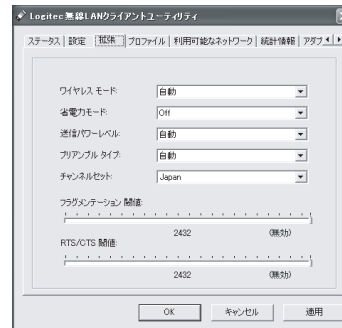 Logitec 無線LANクライアントユーティリティ
ステータス 設定 拡張 プロファイル 利用可能なネットワーク 統計情報 アダプ
ワイヤレス モード: 自動
省電力モード: Off
送信パワーレベル: 自動
プリアンブル タイプ: 自動
チャンネルセット: Japan
フラグメンテーション 閾値:
2432 (無効)
RTS/CTS 閾値:
2432 (無効)
OK キャンセル 適用